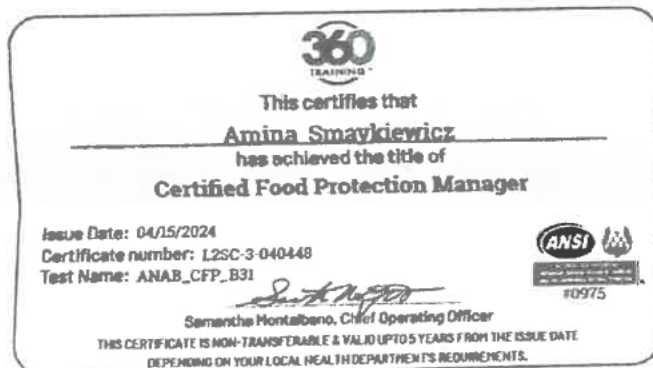 360
TRAINING
This certifies that
Amina Smaykiewicz
has achieved the title of
Certified Food Protection Manager
Issue Date: 04/15/2024
Certificate number: L2SC-3-040448
Test Name: ANAB_CFP_B31
ANSI
#0975
Samantha Montalbano, Chief Operating Officer
THIS CERTIFICATE IS NON-TRANSFERABLE & VALID UPTO 5 YEARS FROM THE ISSUE DATE
DEPENDING ON YOUR LOCAL HEALTH DEPARTMENT'S REQUIREMENTS.